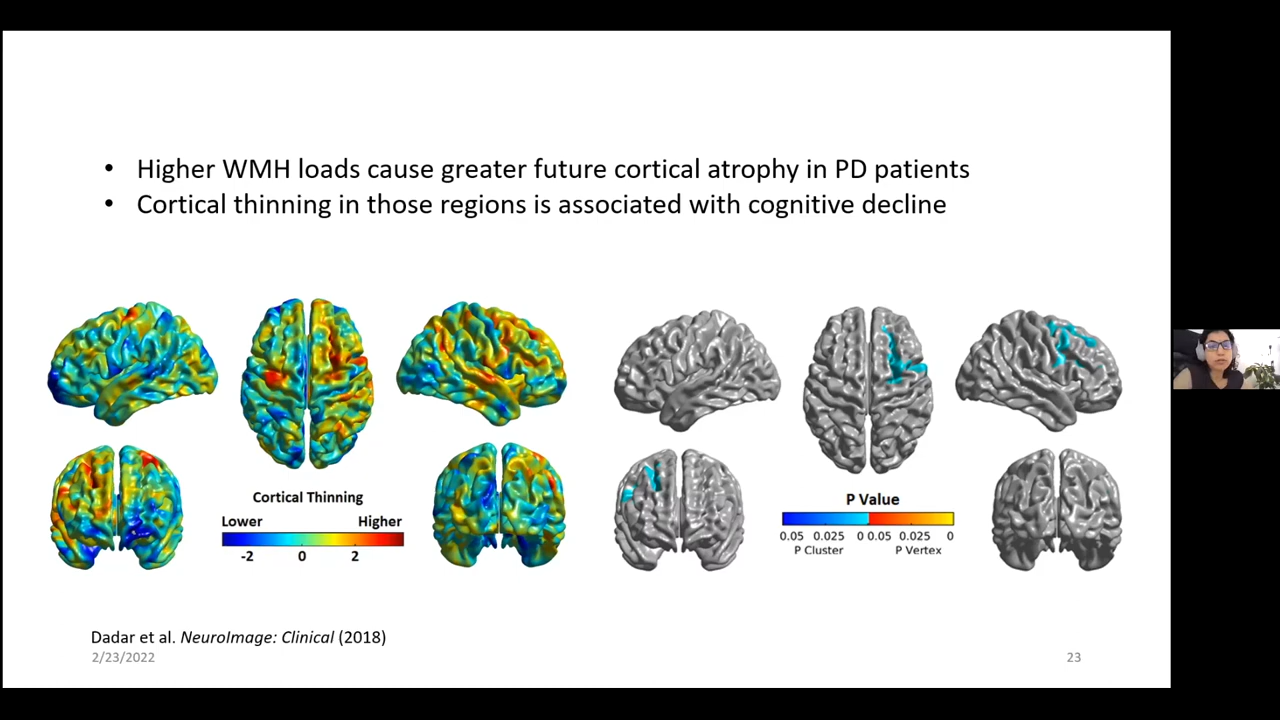 • Higher WMH loads cause greater future cortical atrophy in PD patients
• Cortical thinning in those regions is associated with cognitive decline
Cortical Thinning
Lower Higher
-2 0 2
P Value
0.05 0.025 0 0.05 0.025 0
P Cluster P Vertex
Dadar et al. NeuroImage: Clinical (2018)
2/23/2022
23